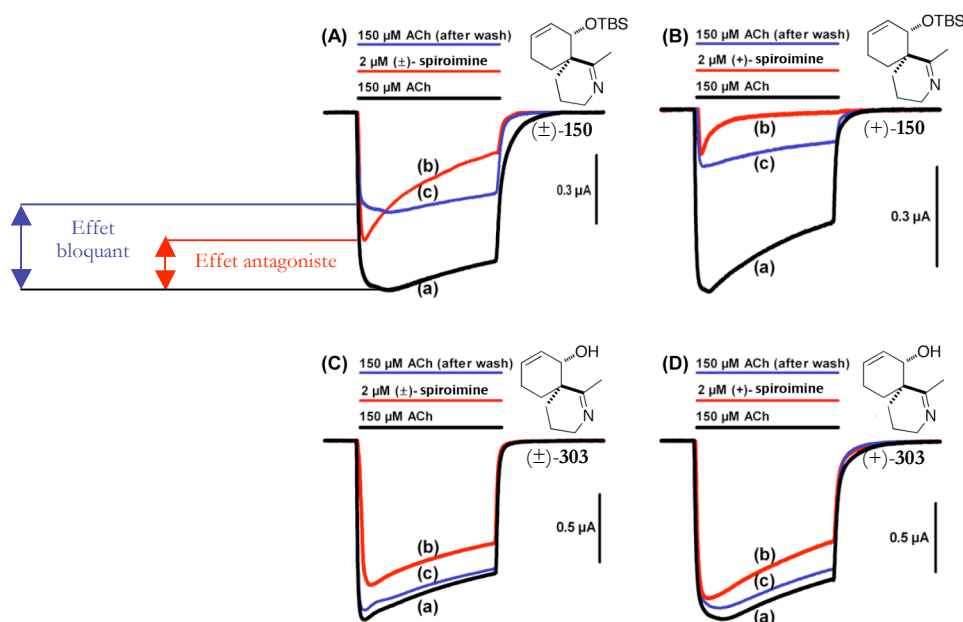 (A)
150 µM ACh (after wash)
2 µM (±)- spiroimine
150 µM ACh
OTBS
N
(±)-150
(b)
(c)
(a)
0.3 µA
Effet
bloquant
Effet antagoniste
(B)
150 µM ACh (after wash)
2 µM (+)- spiroimine
150 µM ACh
OTBS
N
(+)-150
(b)
(c)
(a)
0.3 µA
(C)
150 µM ACh (after wash)
2 µM (±)- spiroimine
150 µM ACh
OH
N
(±)-303
(b)
(c)
(a)
0.5 µA
(D)
150 µM ACh (after wash)
2 µM (+)- spiroimine
150 µM ACh
OH
N
(+)-303
(b)
(c)
(a)
0.5 µA